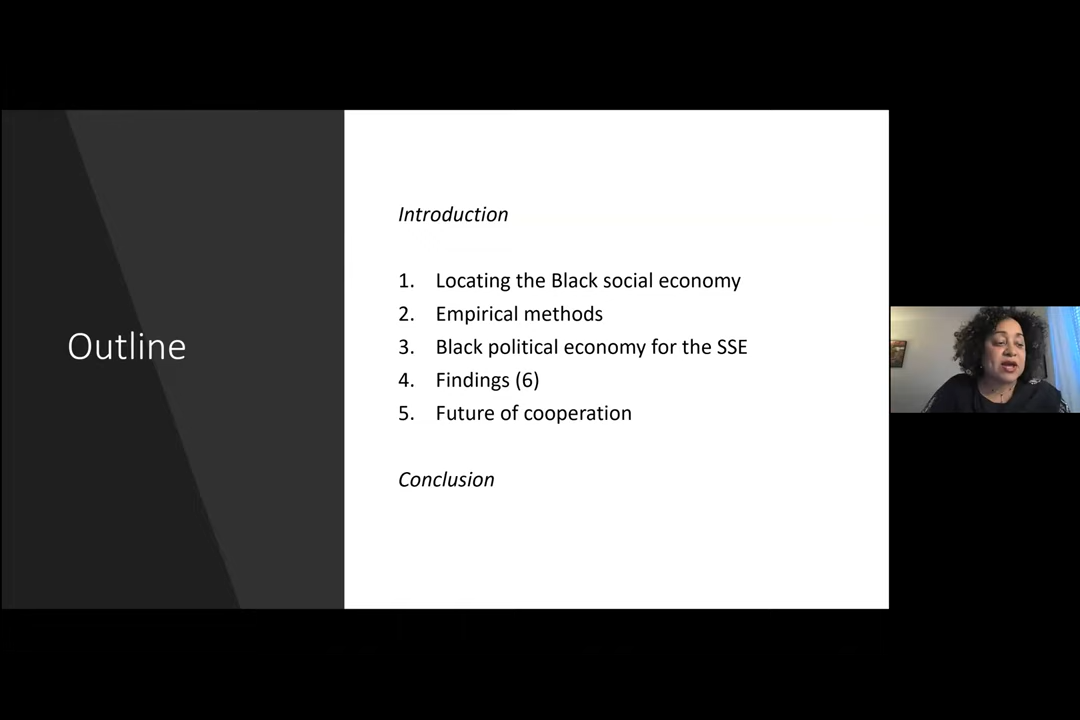 Outline
Introduction
1. Locating the Black social economy
2. Empirical methods
3. Black political economy for the SSE
4. Findings (6)
5. Future of cooperation
Conclusion